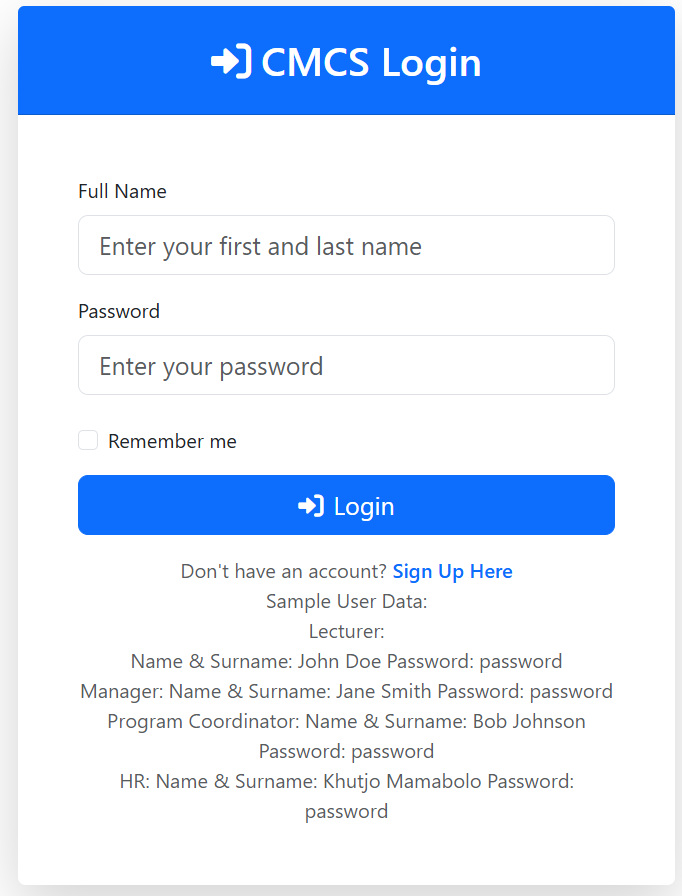 CMCS Login
Full Name
Enter your first and last name
Password
Enter your password
Remember me
Login
Don't have an account? Sign Up Here
Sample User Data:
Lecturer:
Name & Surname: John Doe Password: password
Manager: Name & Surname: Jane Smith Password: password
Program Coordinator: Name & Surname: Bob Johnson
Password: password
HR: Name & Surname: Khutjo Mamabolo Password:
password